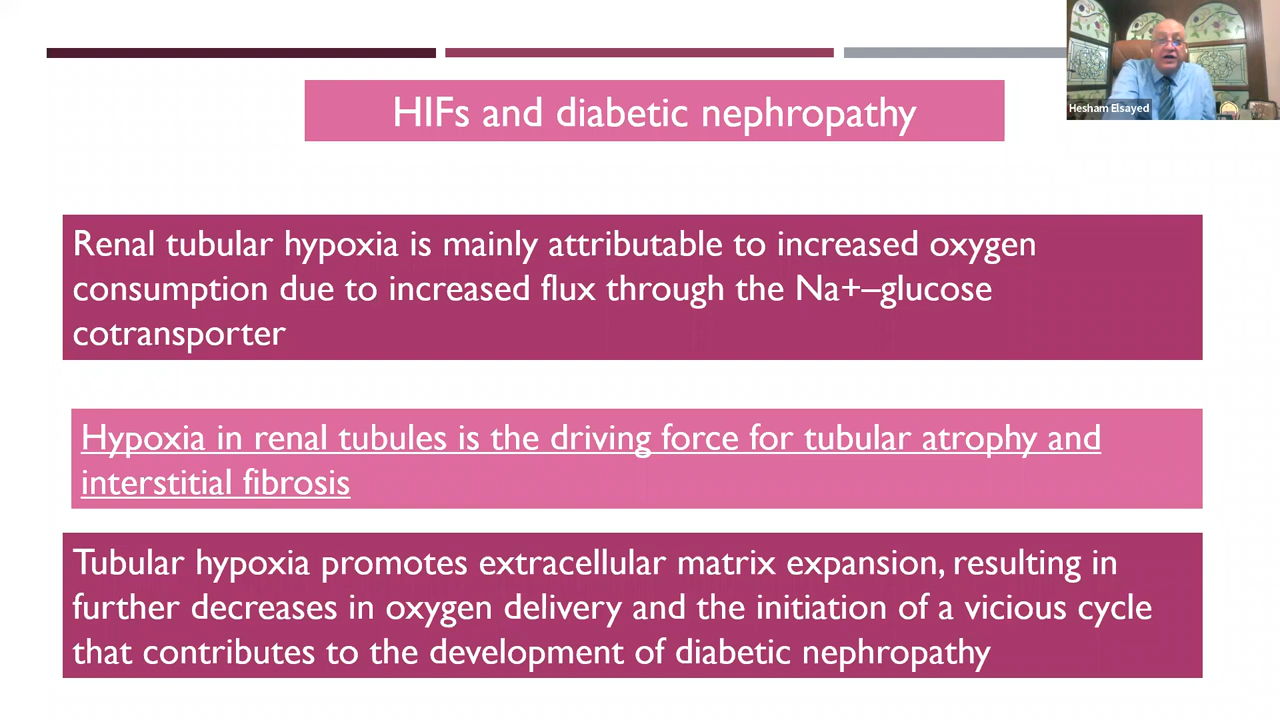 HIFs and diabetic nephropathy
Hesham Elsayed
Renal tubular hypoxia is mainly attributable to increased oxygen
consumption due to increased flux through the Na+–glucose
cotransporter
Hypoxia in renal tubules is the driving force for tubular atrophy and
interstitial fibrosis
Tubular hypoxia promotes extracellular matrix expansion, resulting in
further decreases in oxygen delivery and the initiation of a vicious cycle
that contributes to the development of diabetic nephropathy